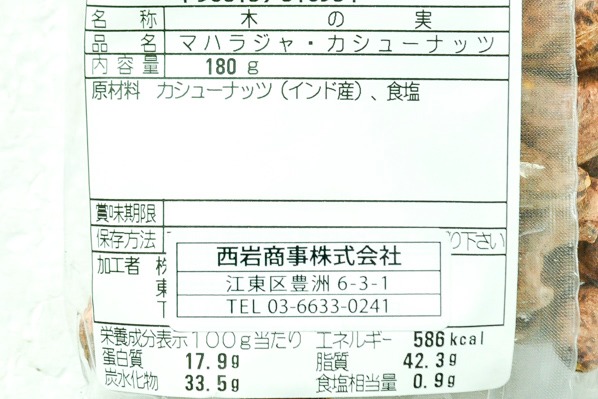 名称 木の実
品名 マハラジャ・カシューナッツ
内容量 180g
原材料 カシューナッツ(インド産)、食塩
賞味期限
保存方法 り下さい
西岩商事株式会社
加工者 江東区豊洲 6-3-1
TEL 03-6633-0241
栄養成分表示100g当たり エネルギー 586kcal
蛋白質 17.9g 脂質 42.3g
炭水化物 33.5g 食塩相当量 0.9g